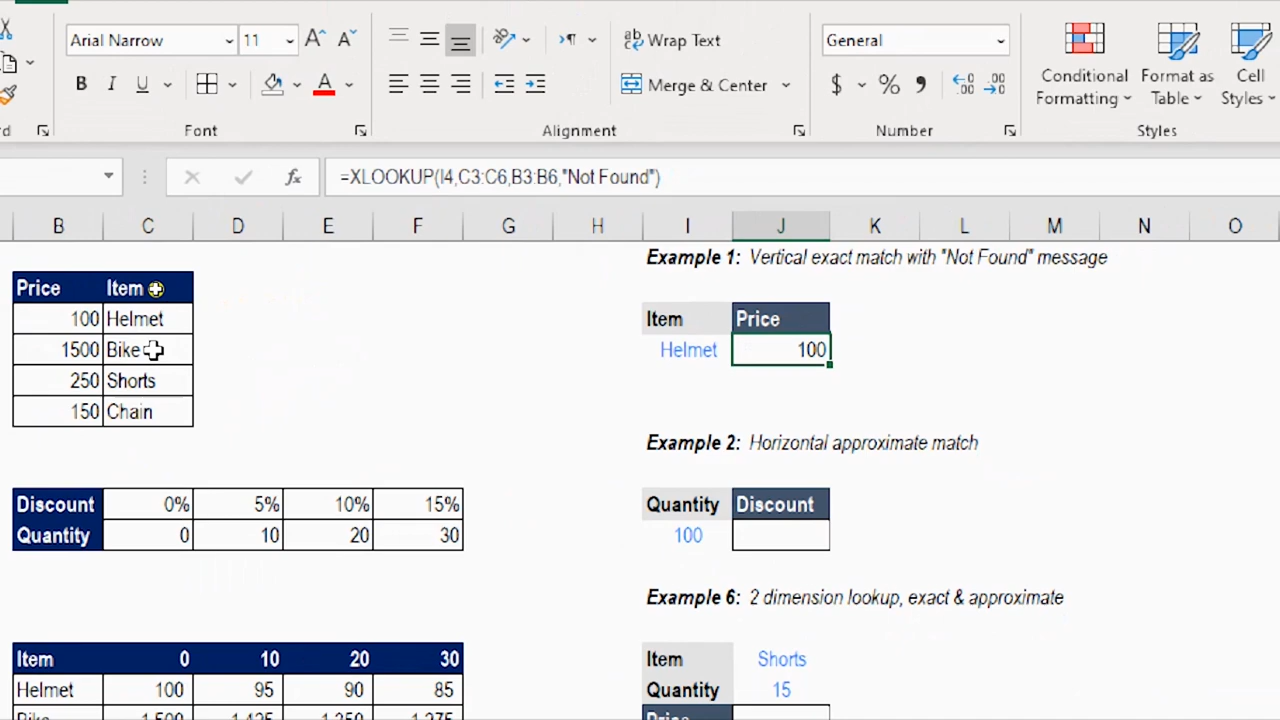 Arial Narrow 11 A A Wrap Text General
B I U A Merge & Center $ % 9 Conditional Formatting Format as Table Cell Styles
Font Alignment Number Styles
fx =XLOOKUP(I4,C3:C6,B3:B6,"Not Found")
B C D E F G H I J K L M N O
Example 1: Vertical exact match with "Not Found" message
Price Item
100 Helmet Item Price
1500 Bike Helmet 100
250 Shorts
150 Chain
Example 2: Horizontal approximate match
Discount 0% 5% 10% 15% Quantity Discount
Quantity 0 10 20 30 100
Example 6: 2 dimension lookup, exact & approximate
Item 0 10 20 30 Item Shorts
Helmet 100 95 90 85 Quantity 15